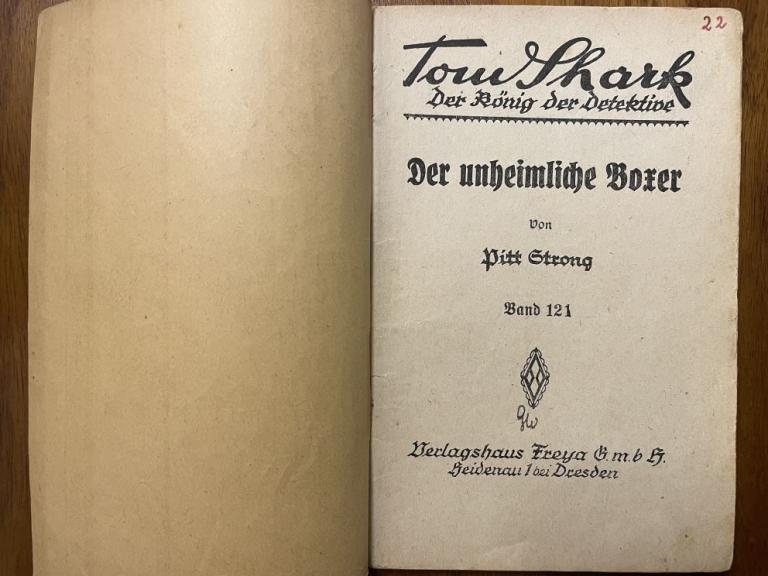 22
Tom Shark
Der König der Detektive
Der unheimliche Boxer
von
Pitt Strong
Band 121
Verlagshaus Freya G.m.b.H.
Heidenau 1 bei Dresden